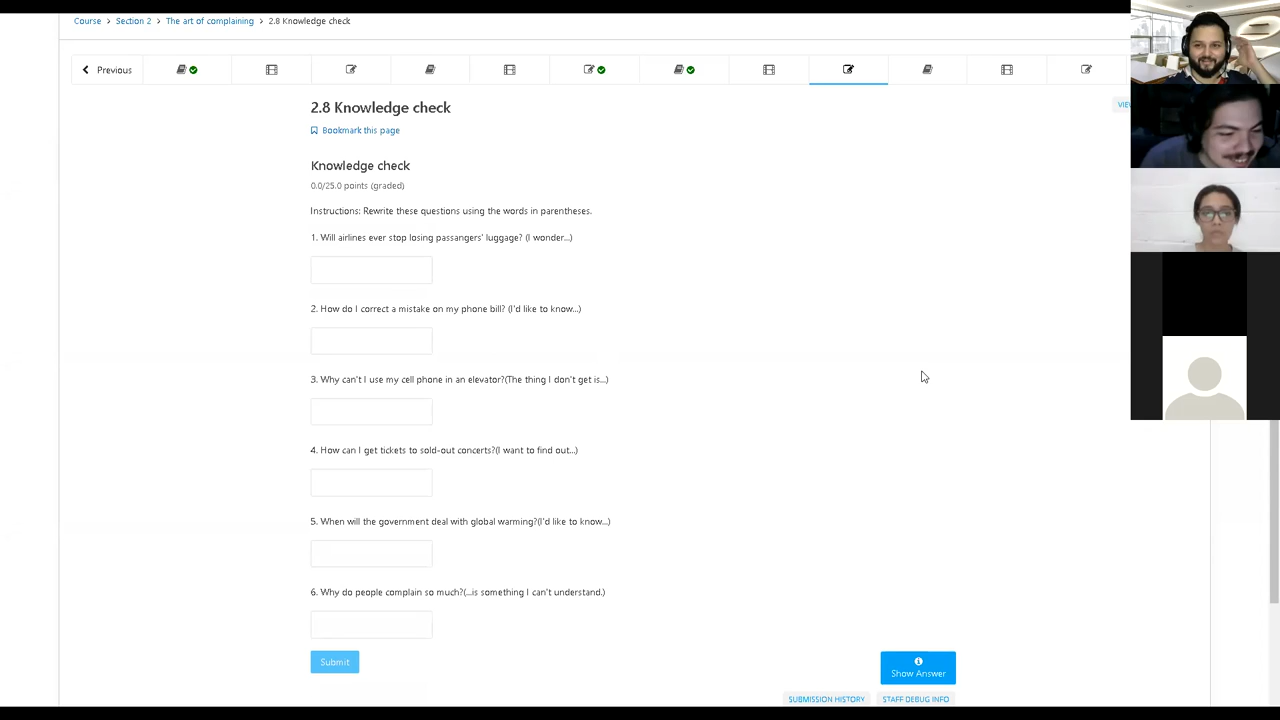 Course > Section 2 > The art of complaining > 2.8 Knowledge check
Previous
2.8 Knowledge check
VIE
Bookmark this page
Knowledge check
0.0/25.0 points (graded)
Instructions: Rewrite these questions using the words in parentheses.
1. Will airlines ever stop losing passangers' luggage? (I wonder...)
2. How do I correct a mistake on my phone bill? (I'd like to know...)
3. Why can't I use my cell phone in an elevator?(The thing I don't get is...)
4. How can I get tickets to sold-out concerts?(I want to find out...)
5. When will the government deal with global warming?(I'd like to know...)
6. Why do people complain so much?(...is something I can't understand.)
Submit
Show Answer
SUBMISSION HISTORY STAFF DEBUG INFO